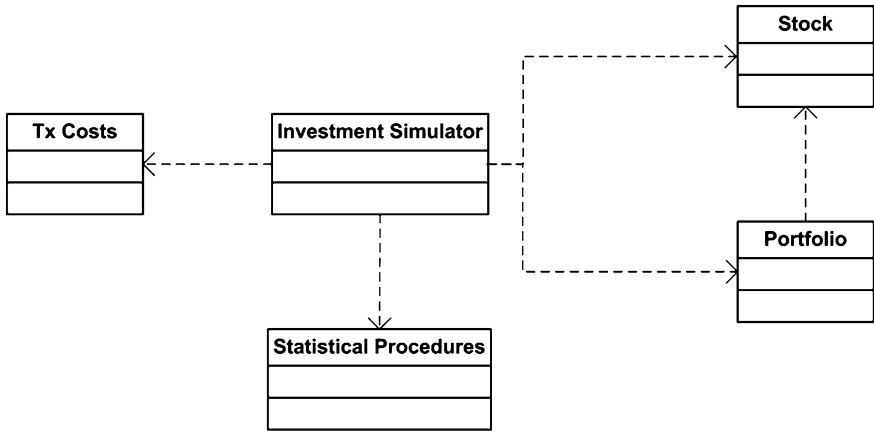 Stock
Tx Costs
Investment Simulator
Portfolio
Statistical Procedures